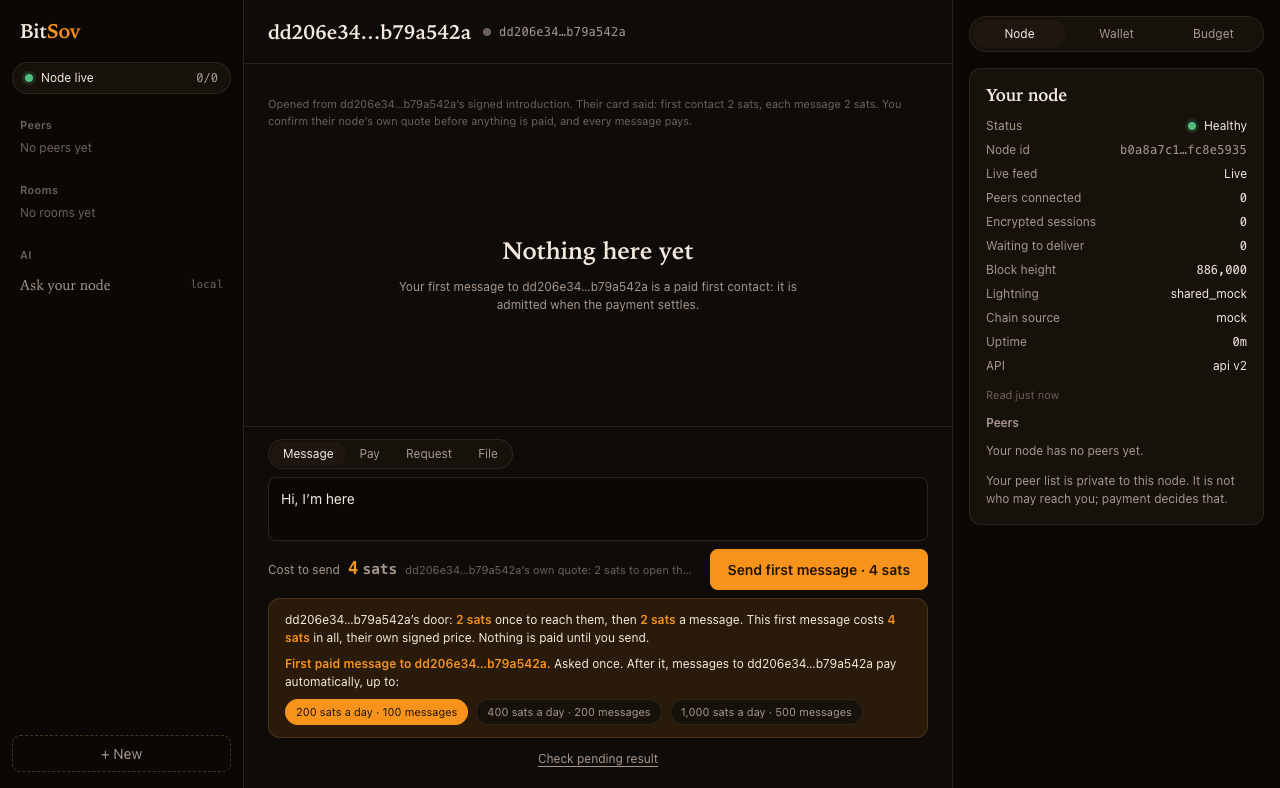 BitSov
Node live 0/0
Peers
No peers yet
Rooms
No rooms yet
AI
Ask your node local
+ New
dd206e34…b79a542a dd206e34…b79a542a
Opened from dd206e34…b79a542a's signed introduction. Their card said: first contact 2 sats, each message 2 sats. You
confirm their node's own quote before anything is paid, and every message pays.
Nothing here yet
Your first message to dd206e34…b79a542a is a paid first contact: it is
admitted when the payment settles.
Message Pay Request File
Hi, I'm here
Cost to send 4 sats dd206e34…b79a542a's own quote: 2 sats to open th…
Send first message · 4 sats
dd206e34…b79a542a's door: 2 sats once to reach them, then 2 sats a message. This first message costs 4
sats in all, their own signed price. Nothing is paid until you send.
First paid message to dd206e34…b79a542a. Asked once. After it, messages to dd206e34…b79a542a pay
automatically, up to:
200 sats a day · 100 messages 400 sats a day · 200 messages 1,000 sats a day · 500 messages
Check pending result
Node Wallet Budget
Your node
Status Healthy
Node id b0a8a7c1…fc8e5935
Live feed Live
Peers connected 0
Encrypted sessions 0
Waiting to deliver 0
Block height 886,000
Lightning shared_mock
Chain source mock
Uptime 0m
API api v2
Read just now
Peers
Your node has no peers yet.
Your peer list is private to this node. It is not
who may reach you; payment decides that.